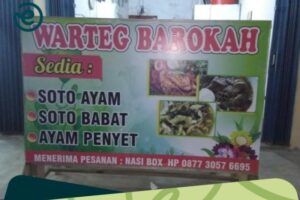 WARTEG BAROKAH
Sedia :
SOTO AYAM
SOTO BABAT
AYAM PENYET
MENERIMA PESANAN : NASI BOX HP 0877 3057 6695